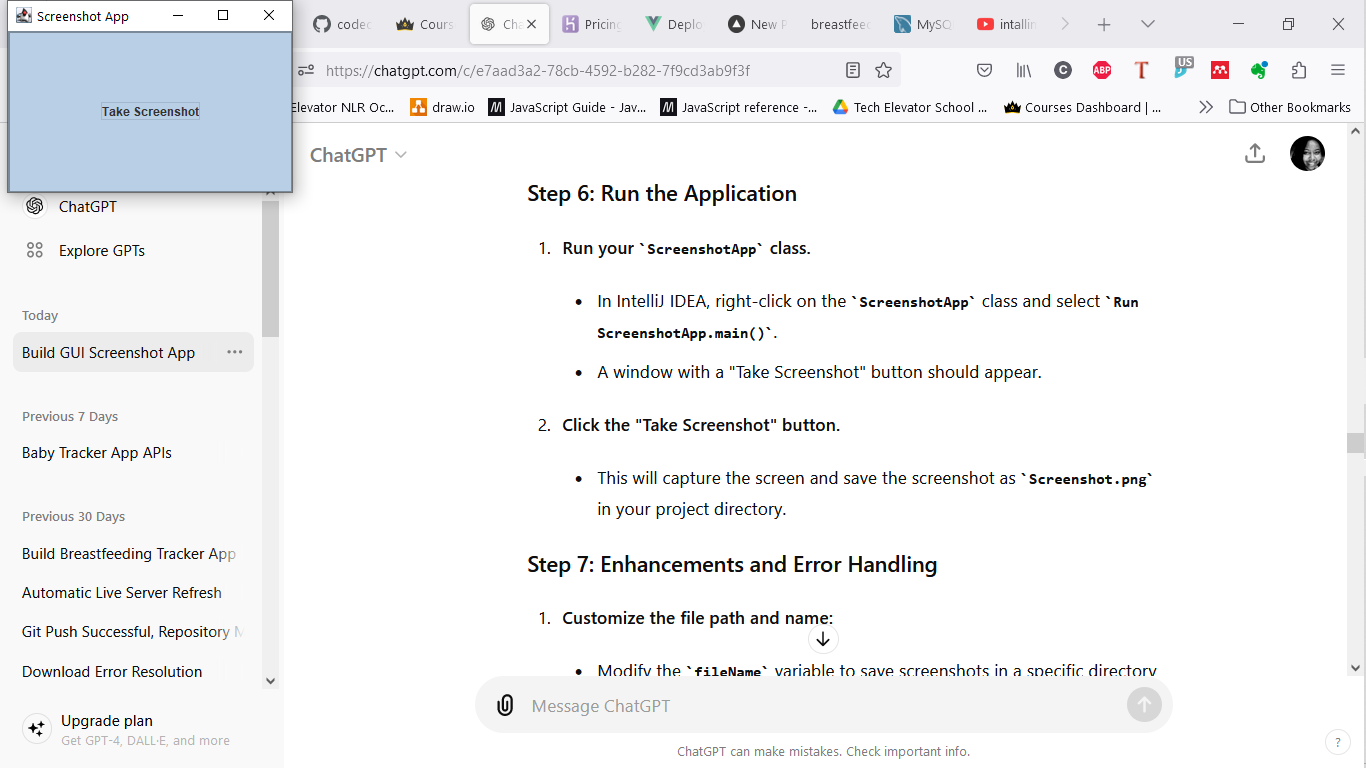 Screenshot App
Take Screenshot
codec
Cours
Cha
Pricing
Deplo
New R
breastfeed
MySQ
intallin
https://chatgpt.com/c/e7aad3a2-78cb-4592-b282-7f9cd3ab9f3f
C
ABP
T
US
Elevator NLR Oc...
draw.io
JavaScript Guide - Jav...
JavaScript reference -...
Tech Elevator School ...
Courses Dashboard | ...
Other Bookmarks
ChatGPT
Explore GPTs
Today
Build GUI Screenshot App
Previous 7 Days
Baby Tracker App APIs
Previous 30 Days
Build Breastfeeding Tracker App
Automatic Live Server Refresh
Git Push Successful, Repository M
Download Error Resolution
Upgrade plan
Get GPT-4, DALL·E, and more
ChatGPT
Step 6: Run the Application
1. Run your `ScreenshotApp` class.
• In IntelliJ IDEA, right-click on the `ScreenshotApp` class and select `Run
ScreenshotApp.main()`.
• A window with a "Take Screenshot" button should appear.
2. Click the "Take Screenshot" button.
• This will capture the screen and save the screenshot as `Screenshot.png`
in your project directory.
Step 7: Enhancements and Error Handling
1. Customize the file path and name:
• Modify the `fileName` variable to save screenshots in a specific directory
Message ChatGPT
ChatGPT can make mistakes. Check important info.
?